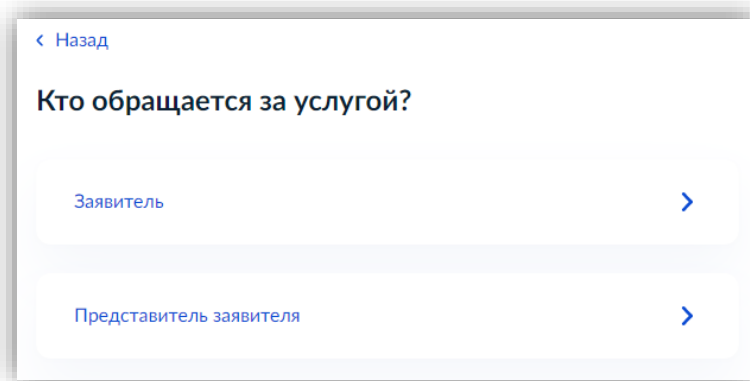 Назад
Кто обращается за услугой?
Заявитель
Представитель заявителя